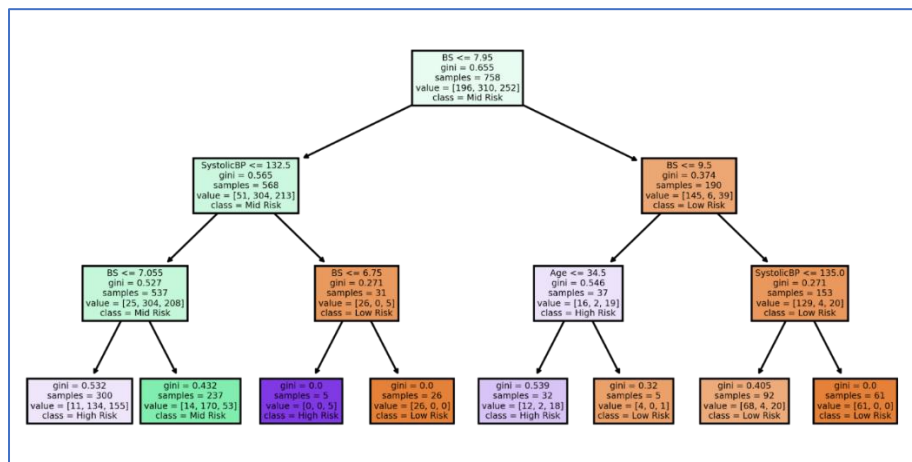 BS <= 7.95
gini = 0.655
samples = 758
value = [196, 310, 252]
class = Mid Risk
SystolicBP <= 132.5
gini = 0.565
samples = 568
value = [51, 304, 213]
class = Mid Risk
BS <= 9.5
gini = 0.374
samples = 190
value = [145, 6, 39]
class = Low Risk
BS <= 7.055
gini = 0.527
samples = 537
value = [25, 304, 208]
class = Mid Risk
BS <= 6.75
gini = 0.271
samples = 31
value = [26, 0, 5]
class = Low Risk
Age <= 34.5
gini = 0.546
samples = 37
value = [16, 2, 19]
class = High Risk
SystolicBP <= 135.0
gini = 0.271
samples = 153
value = [129, 4, 20]
class = Low Risk
gini = 0.532
samples = 300
value = [11, 134, 155]
class = High Risk
gini = 0.432
samples = 237
value = [14, 170, 53]
class = Mid Risk
gini = 0.0
samples = 5
value = [0, 0, 5]
class = High Risk
gini = 0.0
samples = 26
value = [26, 0, 0]
class = Low Risk
gini = 0.539
samples = 32
value = [12, 2, 18]
class = High Risk
gini = 0.32
samples = 5
value = [4, 0, 1]
class = Low Risk
gini = 0.405
samples = 92
value = [68, 4, 20]
class = Low Risk
gini = 0.0
samples = 61
value = [61, 0, 0]
class = Low Risk